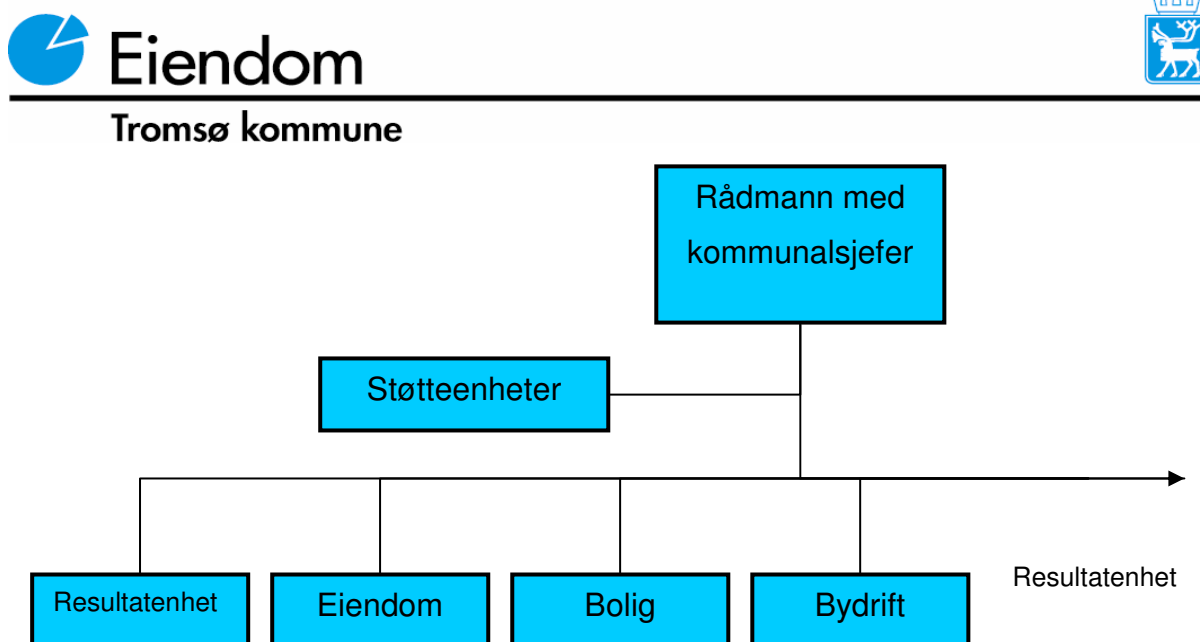 Eiendom
Tromsø kommune
Rådmann med
kommunalsjefer
Støtteenheter
Resultatenhet
Eiendom
Bolig
Bydrift
Resultatenhet